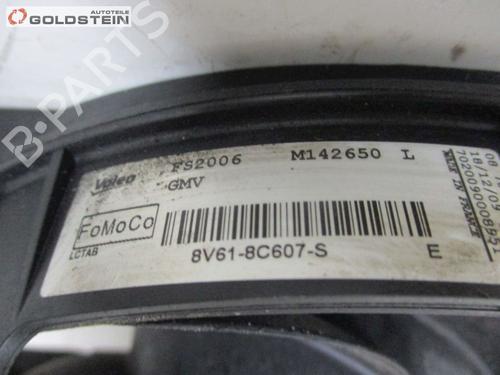 AUTOTEILE
GOLDSTEIN
B-PARTS
Valeo FS2006 M142650 L
GMV
FoMoCo
LCTAB
8V61-8C607-S E
MADE IN FRANCE